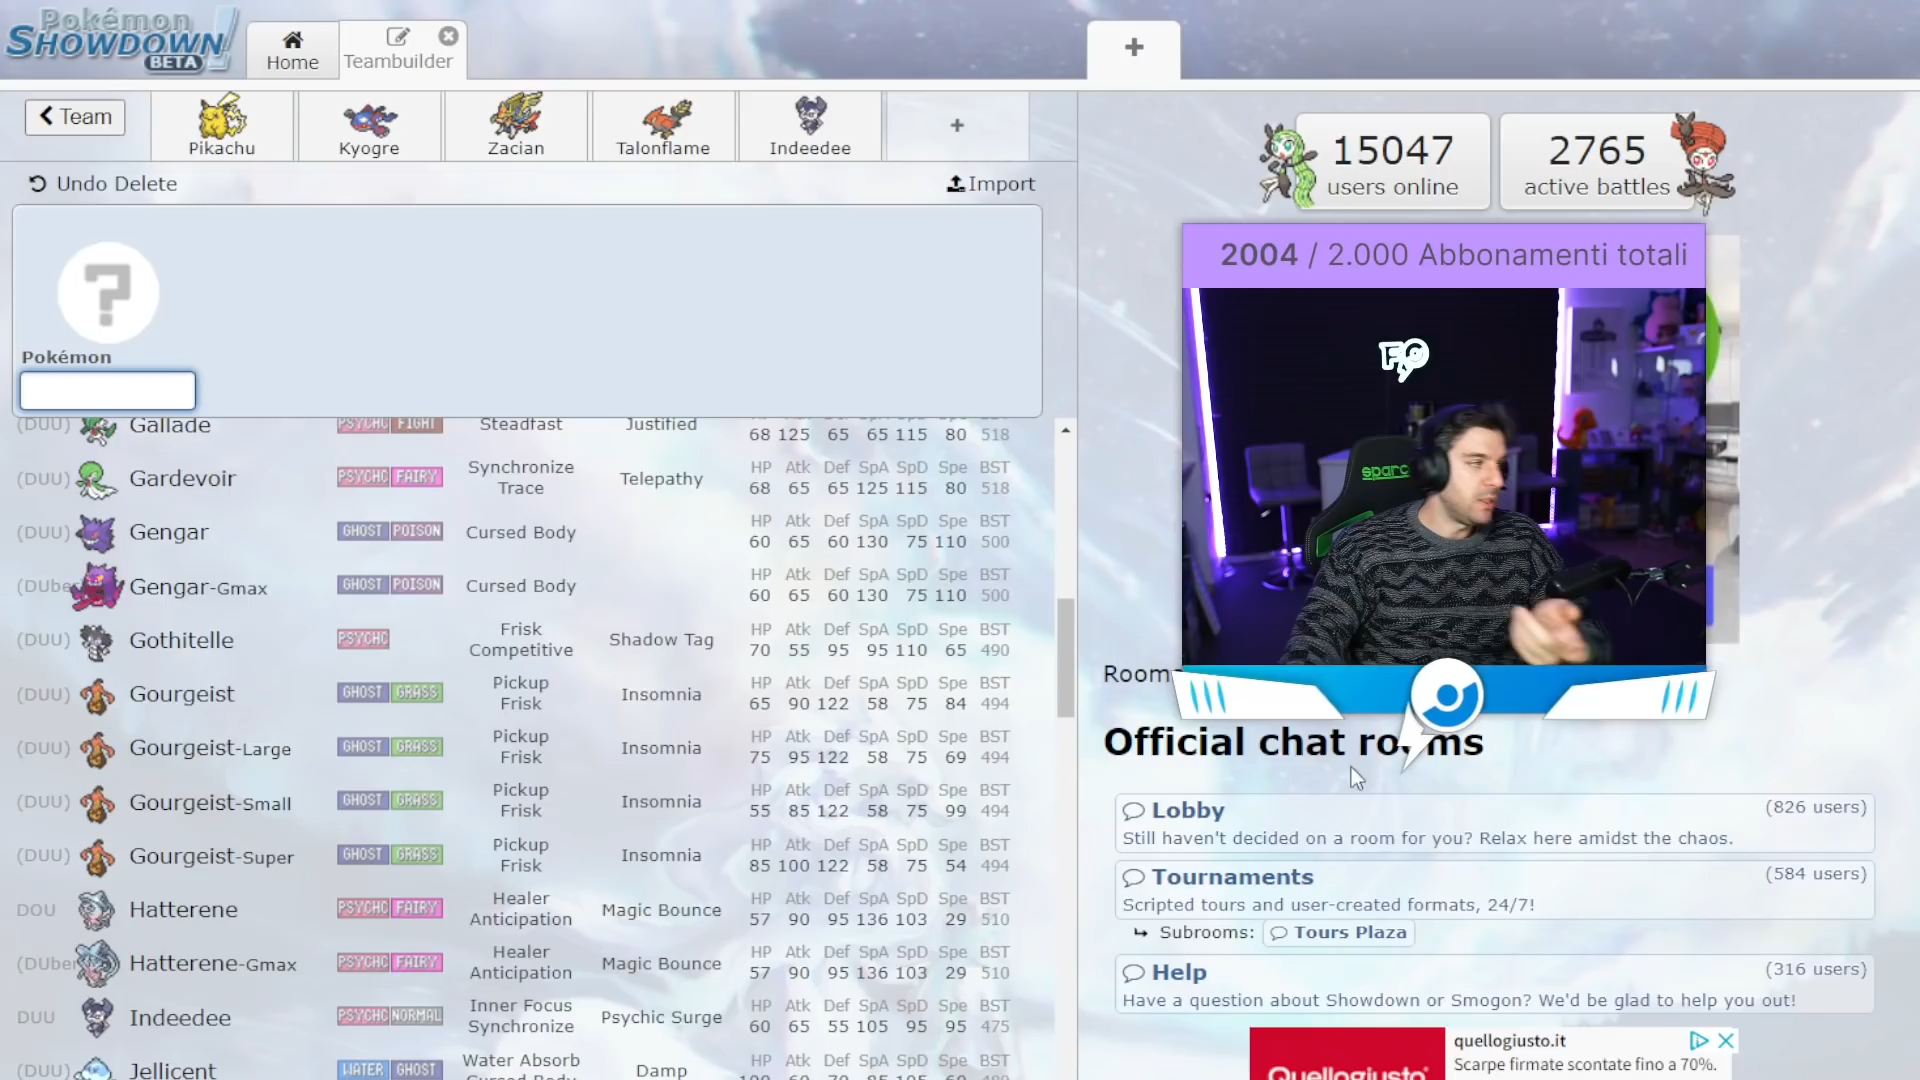 Pokémon
SHOWDOWN!
BETA
Home
Teambuilder
+
Team
Pikachu
Kyogre
Zacian
Talonflame
Indeedee
+
Undo Delete
Import
?
Pokémon
(DUU) Gallade PSYCHC FIGHT Steadfast Justified 68 125 65 65 115 80 518
HP Atk Def SpA SpD Spe BST
(DUU) Gardevoir PSYCHC FAIRY Synchronize Trace Telepathy 68 65 65 125 115 80 518
HP Atk Def SpA SpD Spe BST
(DUU) Gengar GHOST POISON Cursed Body 60 65 60 130 75 110 500
HP Atk Def SpA SpD Spe BST
(DUber Gengar-Gmax GHOST POISON Cursed Body 60 65 60 130 75 110 500
HP Atk Def SpA SpD Spe BST
(DUU) Gothitelle PSYCHC Frisk Competitive Shadow Tag 70 55 95 95 110 65 490
HP Atk Def SpA SpD Spe BST
(DUU) Gourgeist GHOST GRASS Pickup Frisk Insomnia 65 90 122 58 75 84 494
HP Atk Def SpA SpD Spe BST
(DUU) Gourgeist-Large GHOST GRASS Pickup Frisk Insomnia 75 95 122 58 75 69 494
HP Atk Def SpA SpD Spe BST
(DUU) Gourgeist-Small GHOST GRASS Pickup Frisk Insomnia 55 85 122 58 75 99 494
HP Atk Def SpA SpD Spe BST
(DUU) Gourgeist-Super GHOST GRASS Pickup Frisk Insomnia 85 100 122 58 75 54 494
HP Atk Def SpA SpD Spe BST
DOU Hatterene PSYCHC FAIRY Healer Anticipation Magic Bounce 57 90 95 136 103 29 510
HP Atk Def SpA SpD Spe BST
(DUber Hatterene-Gmax PSYCHC FAIRY Healer Anticipation Magic Bounce 57 90 95 136 103 29 510
HP Atk Def SpA SpD Spe BST
DUU Indeedee PSYCHC NORMAL Inner Focus Synchronize Psychic Surge 60 65 55 105 95 95 475
HP Atk Def SpA SpD Spe BST
(DUU) Jellicent WATER GHOST Water Absorb Damp
15047
users online
2765
active battles
2004 / 2.000 Abbonamenti totali
sparc
Room
Official chat rooms
Lobby (826 users)
Still haven't decided on a room for you? Relax here amidst the chaos.
Tournaments (584 users)
Scripted tours and user-created formats, 24/7!
Subrooms: Tours Plaza
Help (316 users)
Have a question about Showdown or Smogon? We'd be glad to help you out!
quellogiusto.it
Scarpe firmate scontate fino a 70%.
Quellogiusto